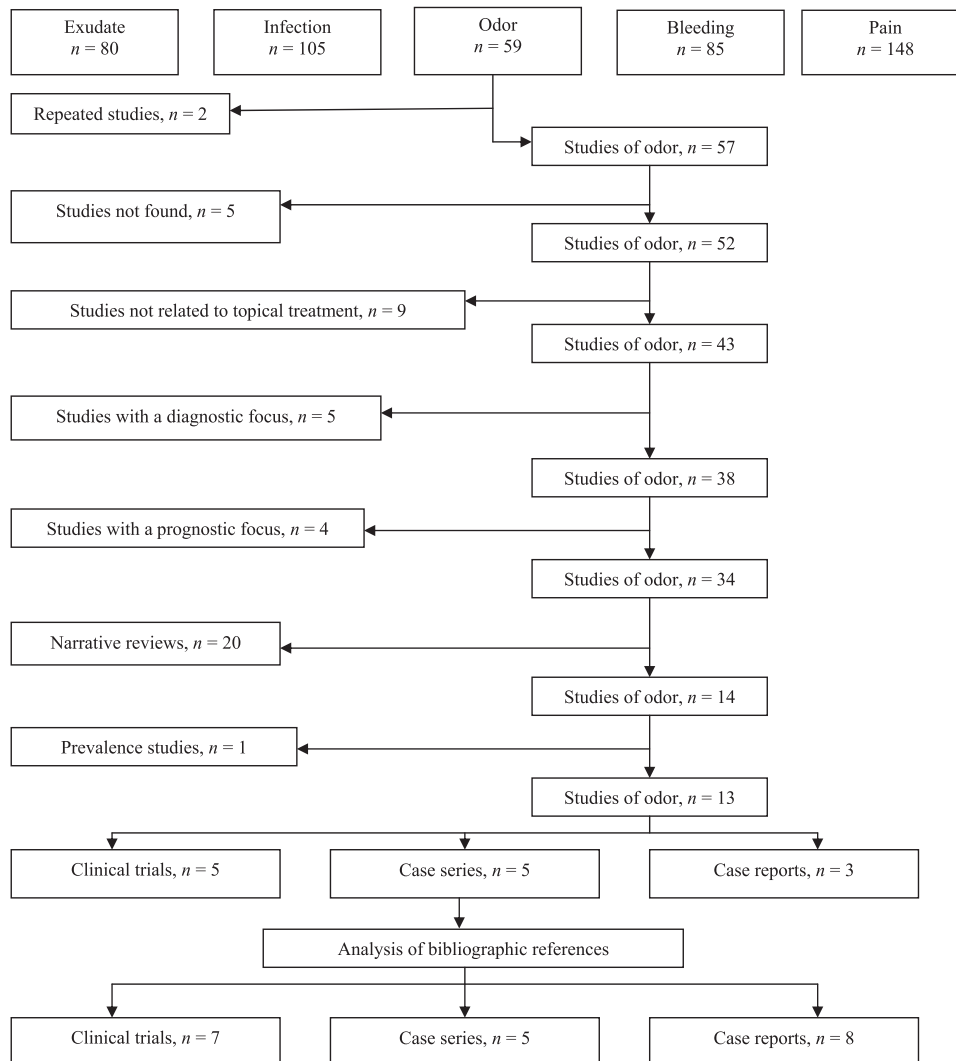 Exudate
n = 80
Infection
n = 105
Odor
n = 59
Bleeding
n = 85
Pain
n = 148
Repeated studies, n = 2
Studies of odor, n = 57
Studies not found, n = 5
Studies of odor, n = 52
Studies not related to topical treatment, n = 9
Studies of odor, n = 43
Studies with a diagnostic focus, n = 5
Studies of odor, n = 38
Studies with a prognostic focus, n = 4
Studies of odor, n = 34
Narrative reviews, n = 20
Studies of odor, n = 14
Prevalence studies, n = 1
Studies of odor, n = 13
Clinical trials, n = 5
Case series, n = 5
Case reports, n = 3
Analysis of bibliographic references
Clinical trials, n = 7
Case series, n = 5
Case reports, n = 8